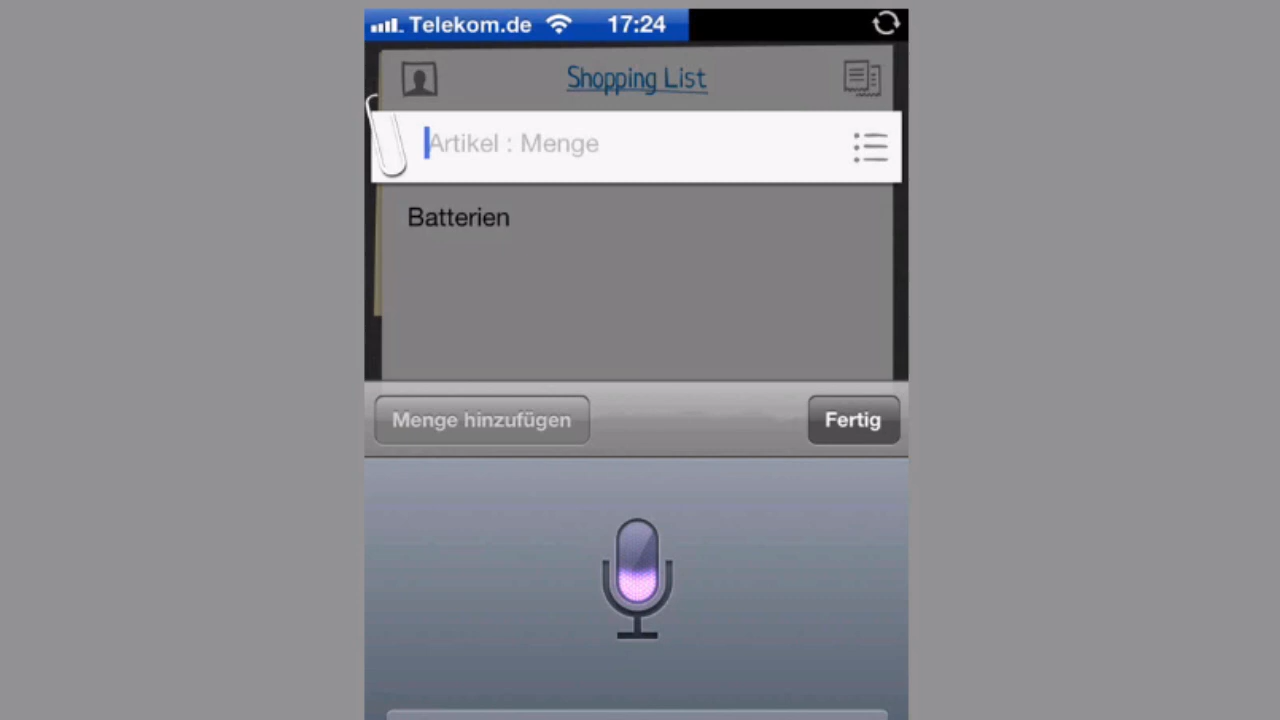 Telekom.de 17:24
Shopping List
Artikel : Menge
Batterien
Menge hinzufügen Fertig